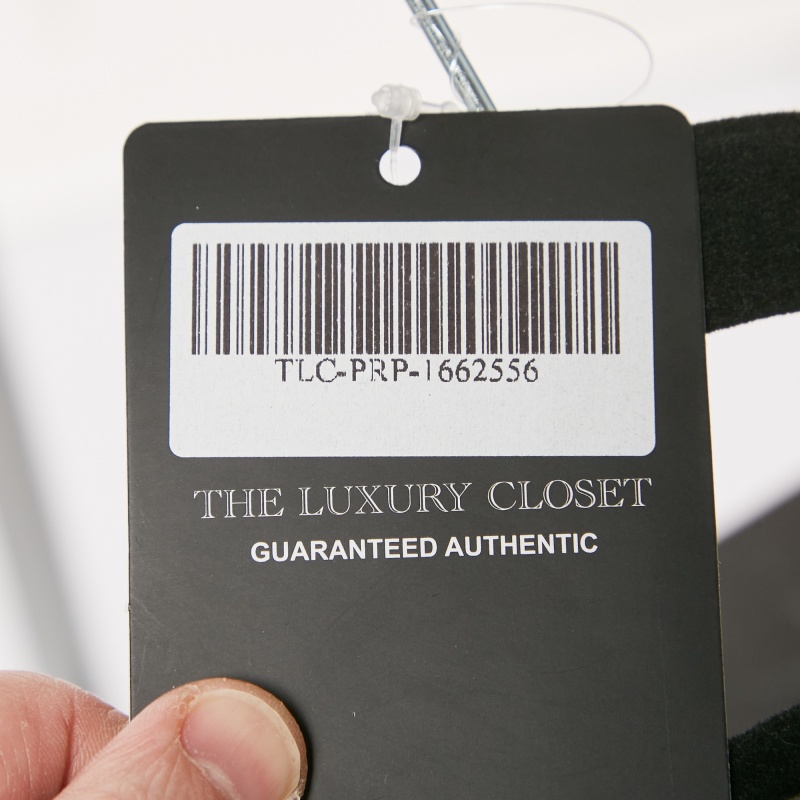 TLC-PRP-1662556
THE LUXURY CLOSET
GUARANTEED AUTHENTIC